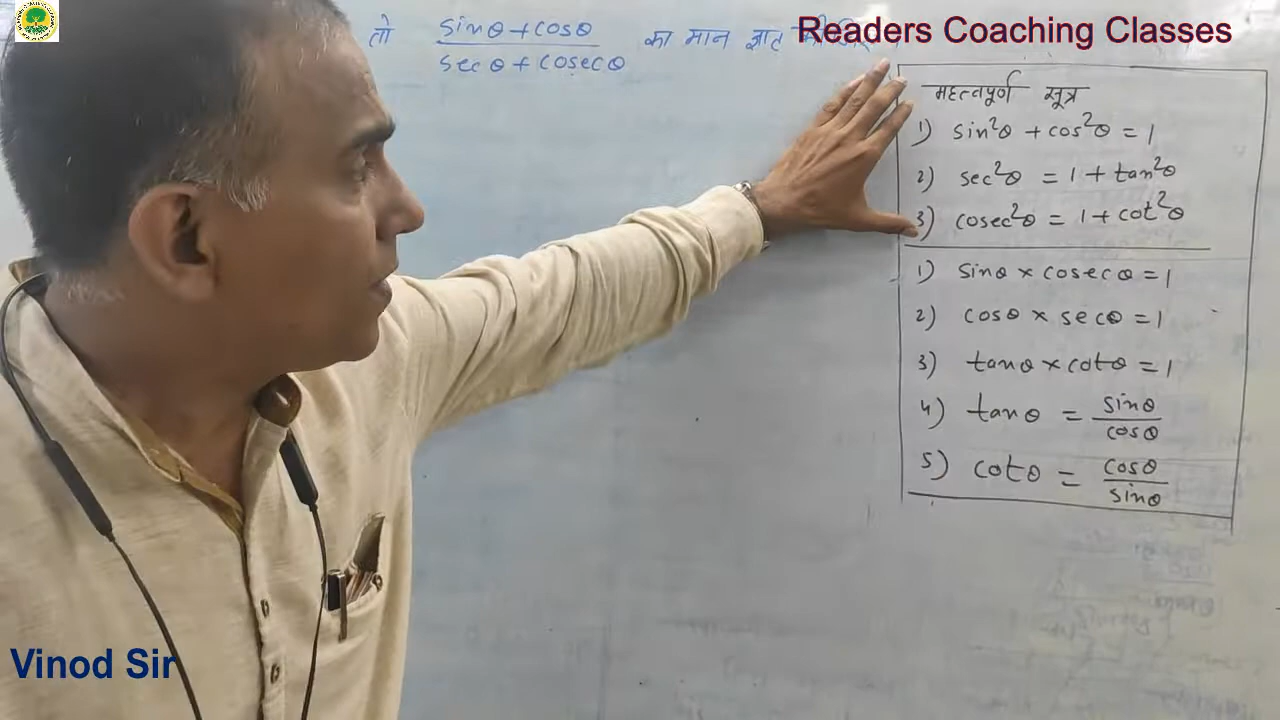 Readers Coaching Classes
तो sinθ + cosθ / secθ + cosecθ का मान ज्ञात
महत्वपूर्ण सूत्र
1) sin²θ + cos²θ = 1
2) sec²θ = 1 + tan²θ
3) cosec²θ = 1 + cot²θ
1) sinθ × cosecθ = 1
2) cosθ × secθ = 1
3) tanθ × cotθ = 1
4) tanθ = sinθ / cosθ
5) cotθ = cosθ / sinθ
Vinod Sir